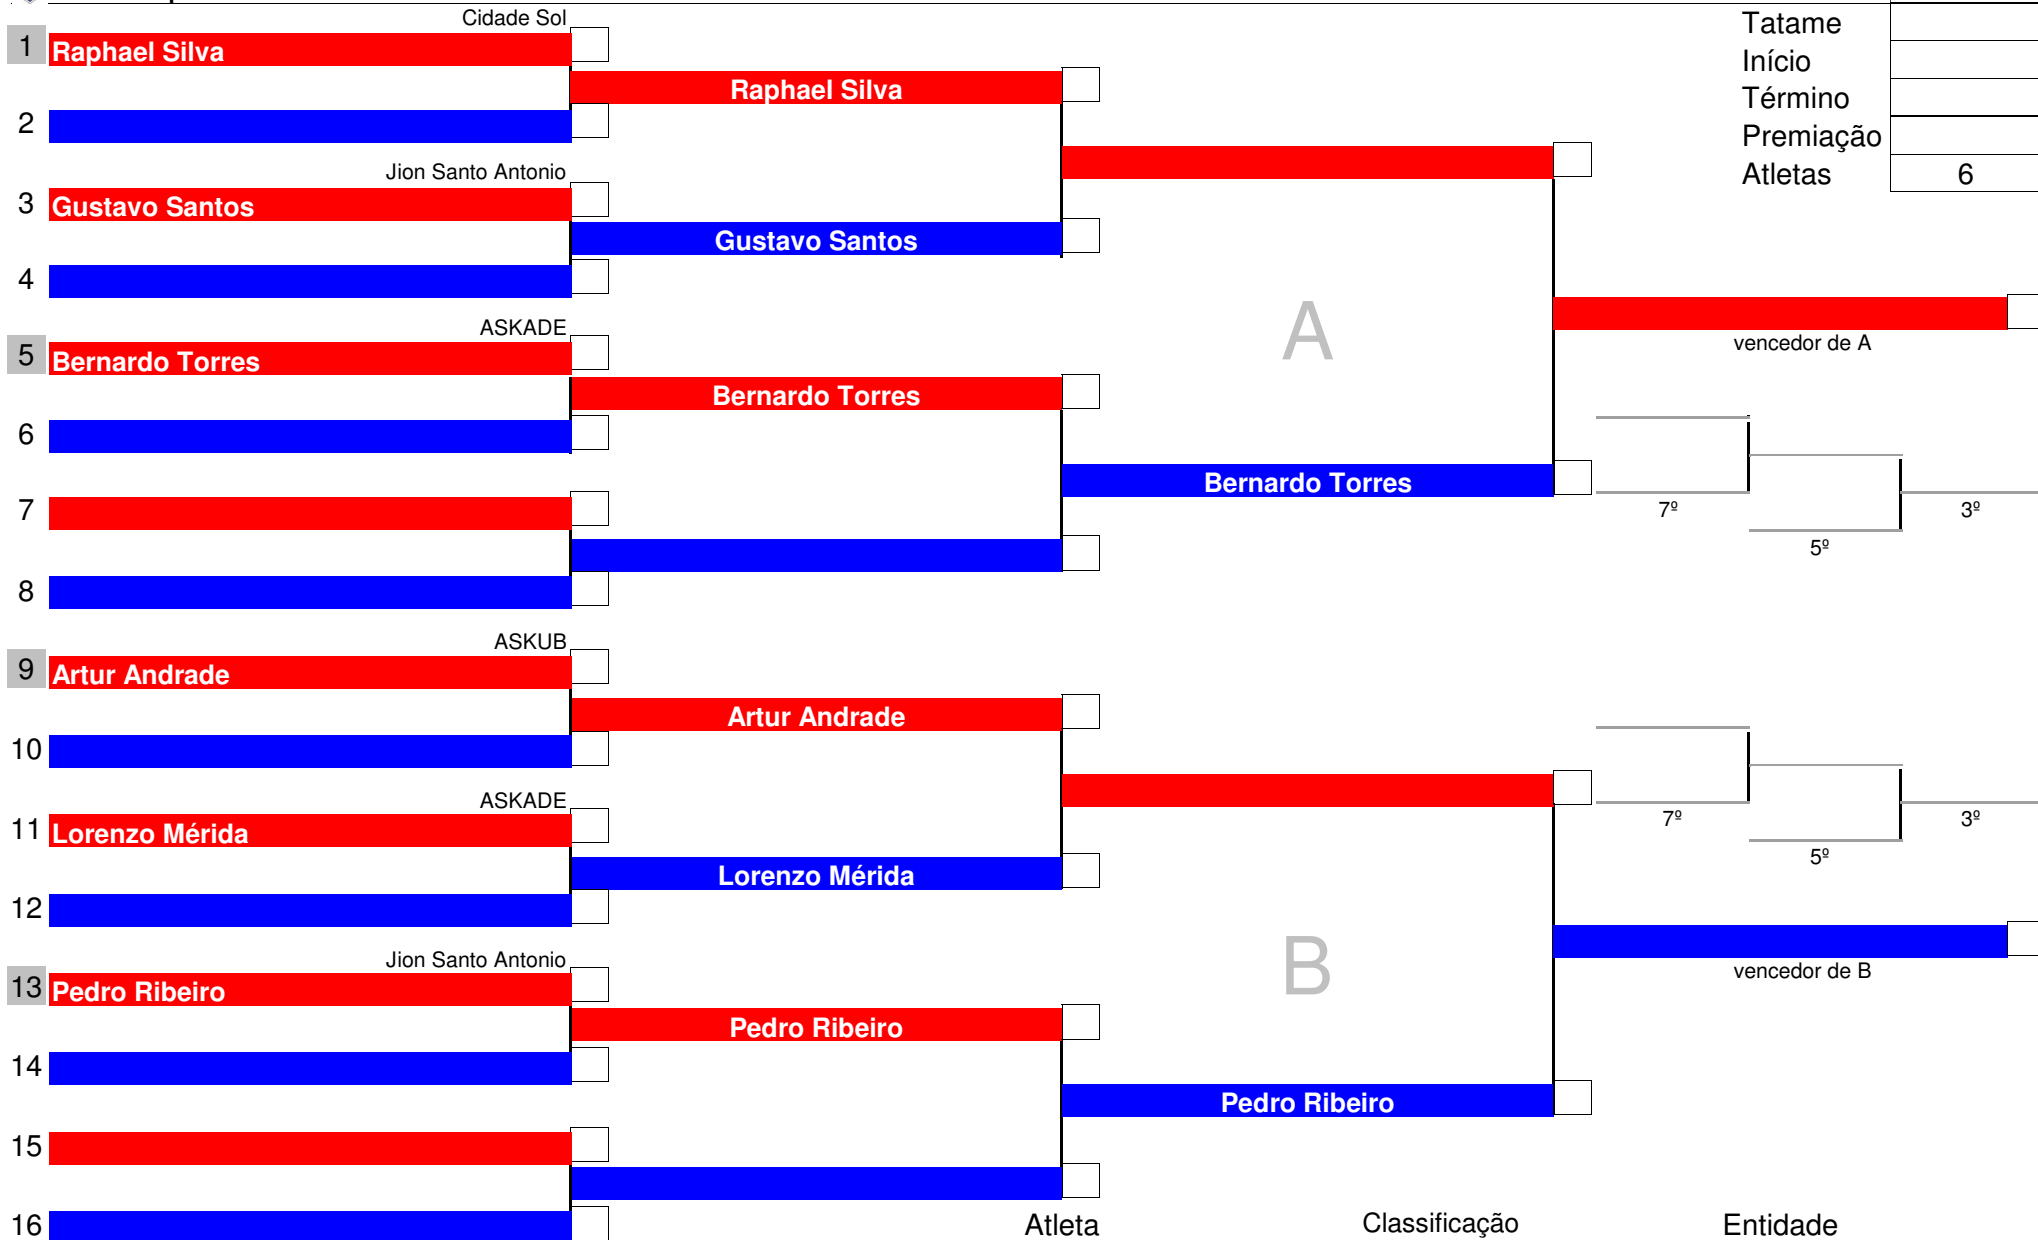 Cidade Sol
Tatame
1 Raphael Silva
Início
Raphael Silva
Término
2
Premiação
Jion Santo Antonio
Atletas 6
3 Gustavo Santos
Gustavo Santos
4
ASKADE
A
vencedor de A
5 Bernardo Torres
Bernardo Torres
6
Bernardo Torres
7
7º 3º
5º
8
ASKUB
9 Artur Andrade
Artur Andrade
10
ASKADE
7º 3º
11 Lorenzo Mérida
5º
Lorenzo Mérida
12
Jion Santo Antonio
B
vencedor de B
13 Pedro Ribeiro
Pedro Ribeiro
14
Pedro Ribeiro
15
16
Atleta Classificação Entidade